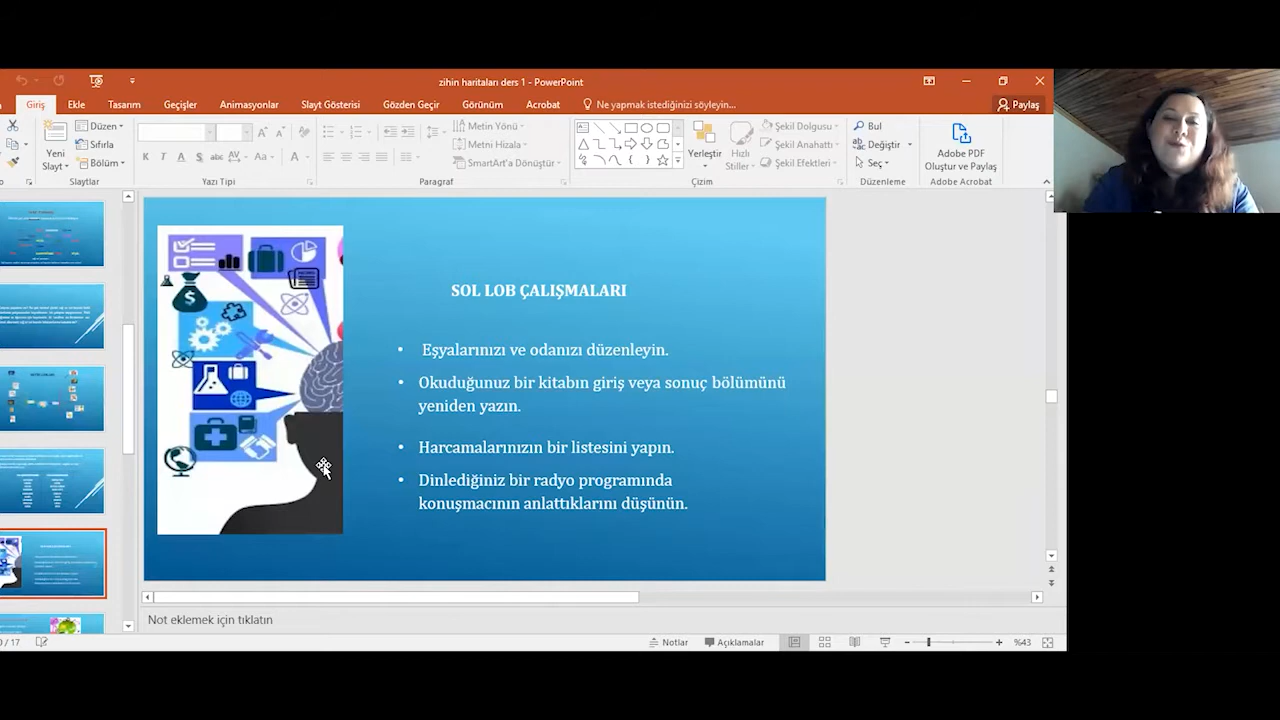 zihin haritaları ders 1 - PowerPoint
Giriş Ekle Tasarım Geçişler Animasyonlar Slayt Gösterisi Gözden Geçir Görünüm Acrobat Ne yapmak istediğinizi söyleyin... Paylaş
Yeni Slayt
Düzen
Sıfırla
Bölüm
Slaytlar
K T A S abc AV Aa A
Yazı Tipi
Metin Yönü
Metni Hizala
SmartArt'a Dönüştür
Paragraf
Yerleştir
Hızlı Stiller
Şekil Dolgusu
Şekil Anahattı
Şekil Efektleri
Çizim
Bul
Değiştir
Seç
Düzenleme
Adobe PDF
Oluştur ve Paylaş
Adobe Acrobat
SOL LOB ÇALIŞMALARI
• Eşyalarınızı ve odanızı düzenleyin.
• Okuduğunuz bir kitabın giriş veya sonuç bölümünü
yeniden yazın.
• Harcamalarınızın bir listesini yapın.
• Dinlediğiniz bir radyo programında
konuşmacının anlattıklarını düşünün.
Not eklemek için tıklatın
/ 17 Notlar Açıklamalar %43